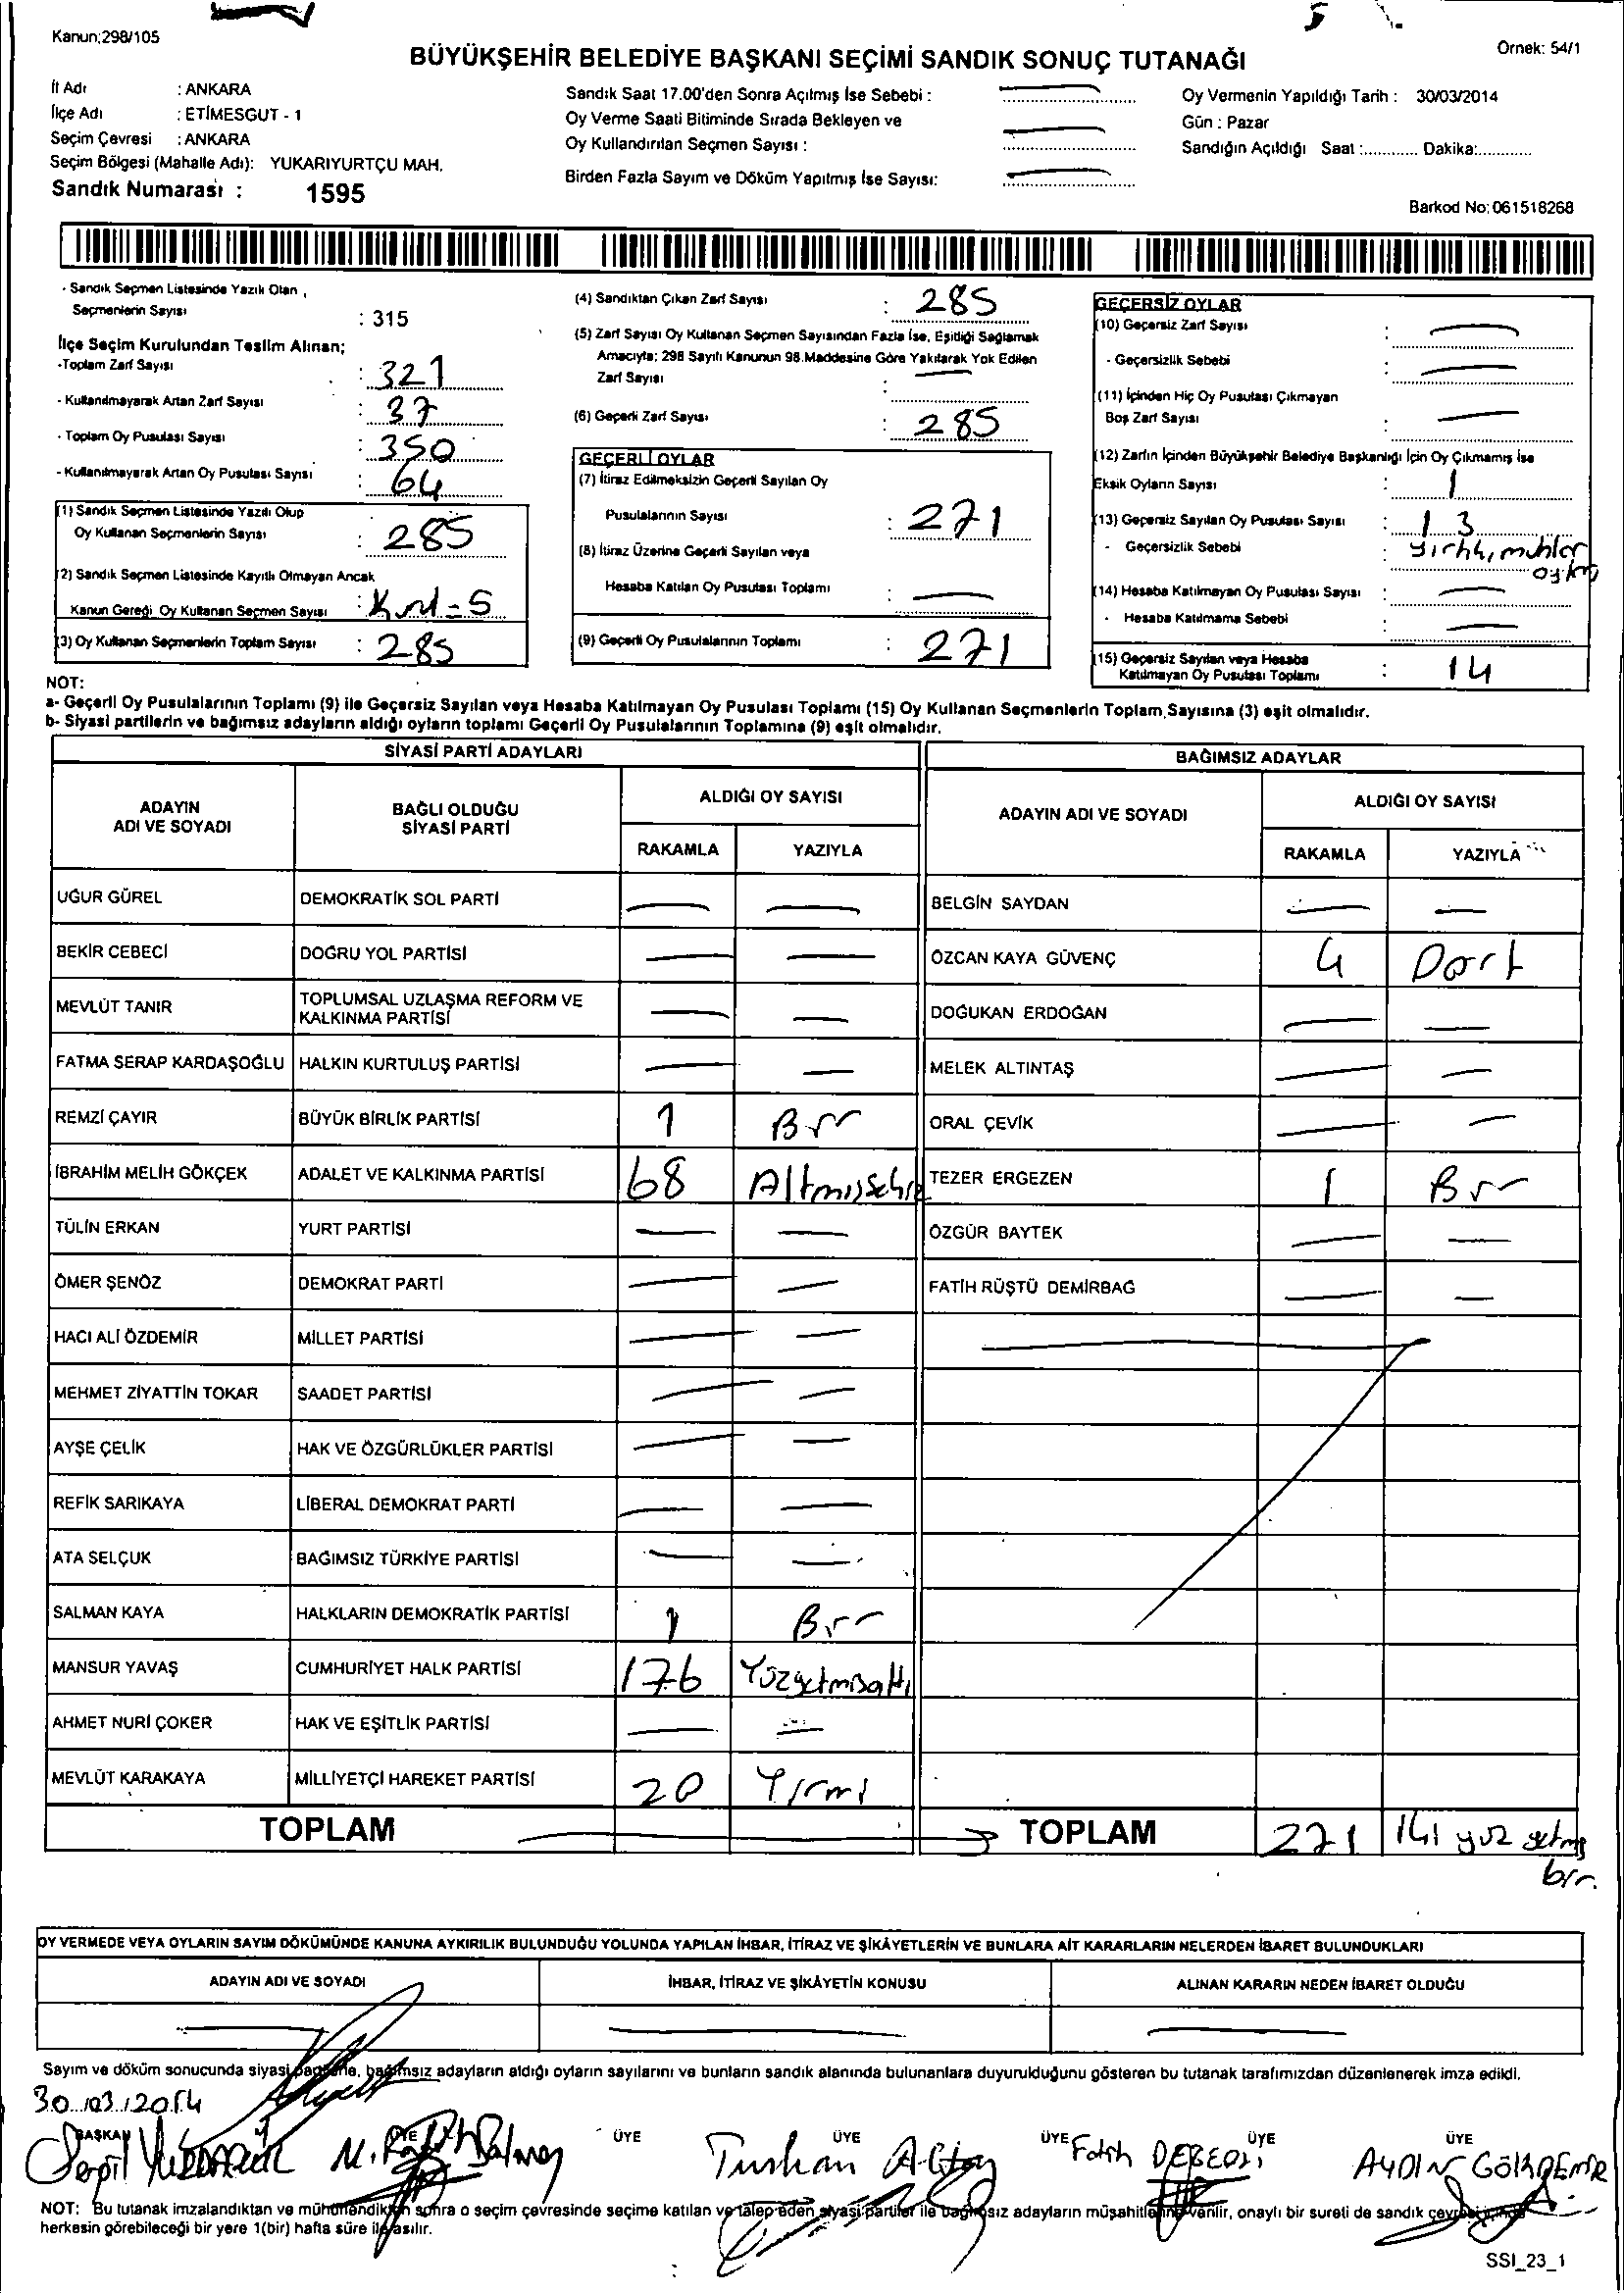 Kanun;298/105
Örnek: 54/1
BÜYÜKŞEHİR BELEDİYE BAŞKANI SEÇİMİ SANDIK SONUÇ TUTANAĞI
İl Adı : ANKARA
İlçe Adı : ETİMESGUT - 1
Seçim Çevresi : ANKARA
Seçim Bölgesi (Mahalle Adı): YUKARIYURTÇU MAH.
Sandık Numarası : 1595
Sandık Saat 17.00'den Sonra Açılmış İse Sebebi :
Oy Verme Saati Bitiminde Sırada Bekleyen ve
Oy Kullandırılan Seçmen Sayısı :
Birden Fazla Sayım ve Döküm Yapılmış İse Sayısı:
Oy Vermenin Yapıldığı Tarih : 30/03/2014
Gün : Pazar
Sandığın Açıldığı Saat :............ Dakika:............
Barkod No: 061518268
- Sandık Seçmen Listesinde Yazılı Olan
Seçmenlerin Sayısı : 315
İlçe Seçim Kurulundan Teslim Alınan;
-Toplam Zarf Sayısı : 321
- Kullanılmayarak Artan Zarf Sayısı : 37
- Toplam Oy Pusulası Sayısı : 350
- Kullanılmayarak Artan Oy Pusulası Sayısı : 64
(1) Sandık Seçmen Listesinde Yazılı Olup
Oy Kullanan Seçmenlerin Sayısı : 285
(2) Sandık Seçmen Listesinde Kayıtlı Olmayan Ancak
Kanun Gereği Oy Kullanan Seçmen Sayısı :
(3) Oy Kullanan Seçmenlerin Toplam Sayısı : 285
(4) Sandıktan Çıkan Zarf Sayısı : 285
(5) Zarf Sayısı Oy Kullanan Seçmen Sayısından Fazla İse, Eşitliği Sağlamak
Amacıyla; 298 Sayılı Kanunun 98.Maddesine Göre Yakılarak Yok Edilen
Zarf Sayısı :
(6) Geçerli Zarf Sayısı : 285
GEÇERLİ OYLAR
(7) İtiraz Edilmeksizin Geçerli Sayılan Oy
Pusulalarının Sayısı : 271
(8) İtiraz Üzerine Geçerli Sayılan veya
Hesaba Katılan Oy Pusulası Toplamı :
(9) Geçerli Oy Pusulalarının Toplamı : 271
GEÇERSİZ OYLAR
(10) Geçersiz Zarf Sayısı :
- Geçersizlik Sebebi :
(11) İçinden Hiç Oy Pusulası Çıkmayan
Boş Zarf Sayısı :
(12) Zarfın İçinden Büyükşehir Belediye Başkanlığı İçin Oy Çıkmamış İse
Eksik Oyların Sayısı : 1
(13) Geçersiz Sayılan Oy Pusulası Sayısı : 13
- Geçersizlik Sebebi :
(14) Hesaba Katılmayan Oy Pusulası Sayısı :
- Hesaba Katılmama Sebebi :
(15) Geçersiz Sayılan veya Hesaba
Katılmayan Oy Pusulası Toplamı : 14
NOT:
a- Geçerli Oy Pusulalarının Toplamı (9) ile Geçersiz Sayılan veya Hesaba Katılmayan Oy Pusulası Toplamı (15) Oy Kullanan Seçmenlerin Toplam Sayısına (3) eşit olmalıdır.
b- Siyasi partilerin ve bağımsız adayların aldığı oyların toplamı Geçerli Oy Pusulalarının Toplamına (9) eşit olmalıdır.
SİYASİ PARTİ ADAYLARI
ADAYIN ADI VE SOYADI
BAĞLI OLDUĞU SİYASİ PARTİ
ALDIĞI OY SAYISI
RAKAMLA YAZIYLA
UĞUR GÜREL DEMOKRATİK SOL PARTİ
BEKİR CEBECİ DOĞRU YOL PARTİSİ
MEVLÜT TANIR TOPLUMSAL UZLAŞMA REFORM VE KALKINMA PARTİSİ
FATMA SERAP KARDAŞOĞLU HALKIN KURTULUŞ PARTİSİ
REMZİ ÇAYIR BÜYÜK BİRLİK PARTİSİ 1 Bir
İBRAHİM MELİH GÖKÇEK ADALET VE KALKINMA PARTİSİ 68 Altmışsekiz
TÜLİN ERKAN YURT PARTİSİ
ÖMER ŞENÖZ DEMOKRAT PARTİ
HACI ALİ ÖZDEMİR MİLLET PARTİSİ
MEHMET ZİYATTİN TOKAR SAADET PARTİSİ
AYŞE ÇELİK HAK VE ÖZGÜRLÜKLER PARTİSİ
REFİK SARIKAYA LİBERAL DEMOKRAT PARTİ
ATA SELÇUK BAĞIMSIZ TÜRKİYE PARTİSİ
SALMAN KAYA HALKLARIN DEMOKRATİK PARTİSİ 1 Bir
MANSUR YAVAŞ CUMHURİYET HALK PARTİSİ 176 Yüzyetmişaltı
AHMET NURİ ÇOKER HAK VE EŞİTLİK PARTİSİ
MEVLÜT KARAKAYA MİLLİYETÇİ HAREKET PARTİSİ 20 Yirmi
TOPLAM
BAĞIMSIZ ADAYLAR
ADAYIN ADI VE SOYADI
ALDIĞI OY SAYISI
RAKAMLA YAZIYLA
BELGİN SAYDAN
ÖZCAN KAYA GÜVENÇ 4 Dört
DOĞUKAN ERDOĞAN
MELEK ALTINTAŞ
ORAL ÇEVİK
TEZER ERGEZEN 1 Bir
ÖZGÜR BAYTEK
FATİH RÜŞTÜ DEMİRBAĞ
TOPLAM 271 iki yüz yetmiş
bir.
OY VERMEDE VEYA OYLARIN SAYIM DÖKÜMÜNDE KANUNA AYKIRILIK BULUNDUĞU YOLUNDA YAPILAN İHBAR, İTİRAZ VE ŞİKÂYETLERİN VE BUNLARA AİT KARARLARIN NELERDEN İBARET BULUNDUKLARI
ADAYIN ADI VE SOYADI İHBAR, İTİRAZ VE ŞİKÂYETİN KONUSU ALINAN KARARIN NEDEN İBARET OLDUĞU
Sayım ve döküm sonucunda siyasi partilerle, bağımsız adayların aldığı oyların sayılarını ve bunların sandık alanında bulunanlara duyurulduğunu gösteren bu tutanak tarafımızdan düzenlenerek imza edildi.
30.03.2014
BAŞKAN ÜYE ÜYE ÜYE ÜYE ÜYE ÜYE
Turhan Fatih AYDIN
NOT: Bu tutanak imzalandıktan ve mühürlendikten sonra o seçim çevresinde seçime katılan ve talep eden siyasi partiler ile bağımsız adayların müşahitlerine verilir, onaylı bir sureti de sandık çevresinde
herkesin görebileceği bir yere 1(bir) hafta süre ile asılır.
SSI_23_1